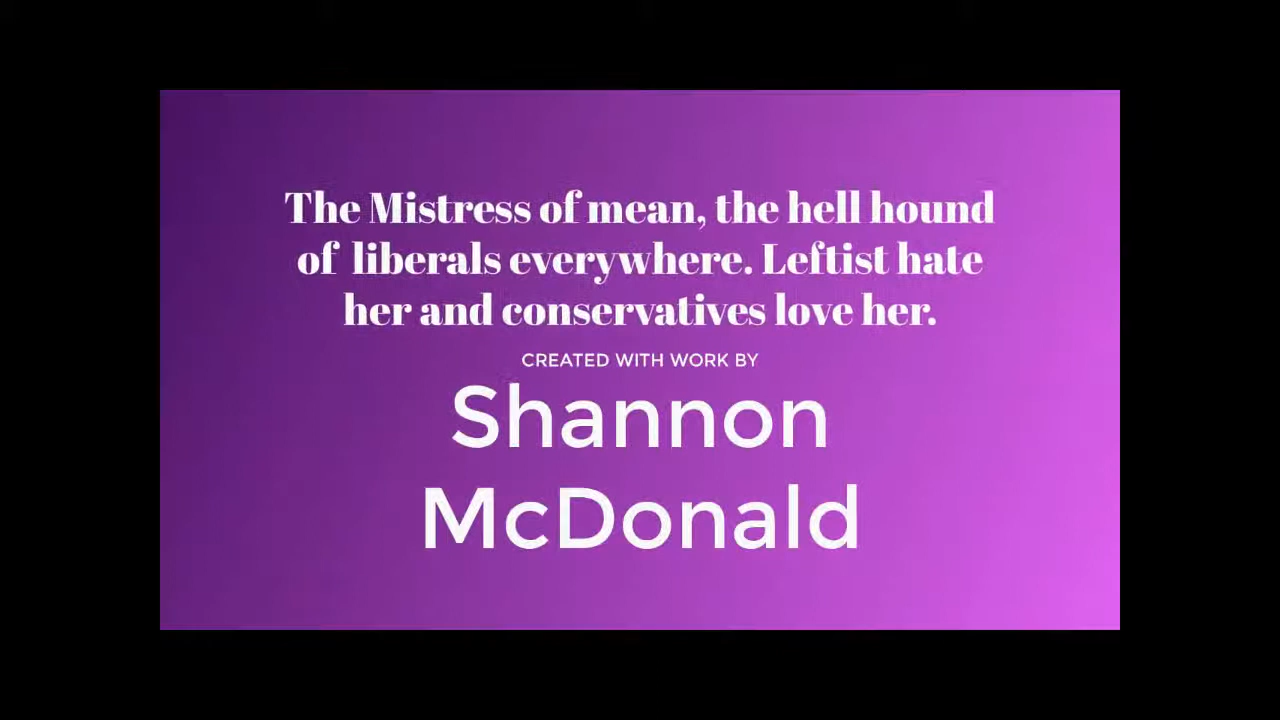 The Mistress of mean, the hell hound
of liberals everywhere. Leftist hate
her and conservatives love her.
CREATED WITH WORK BY
Shannon
McDonald